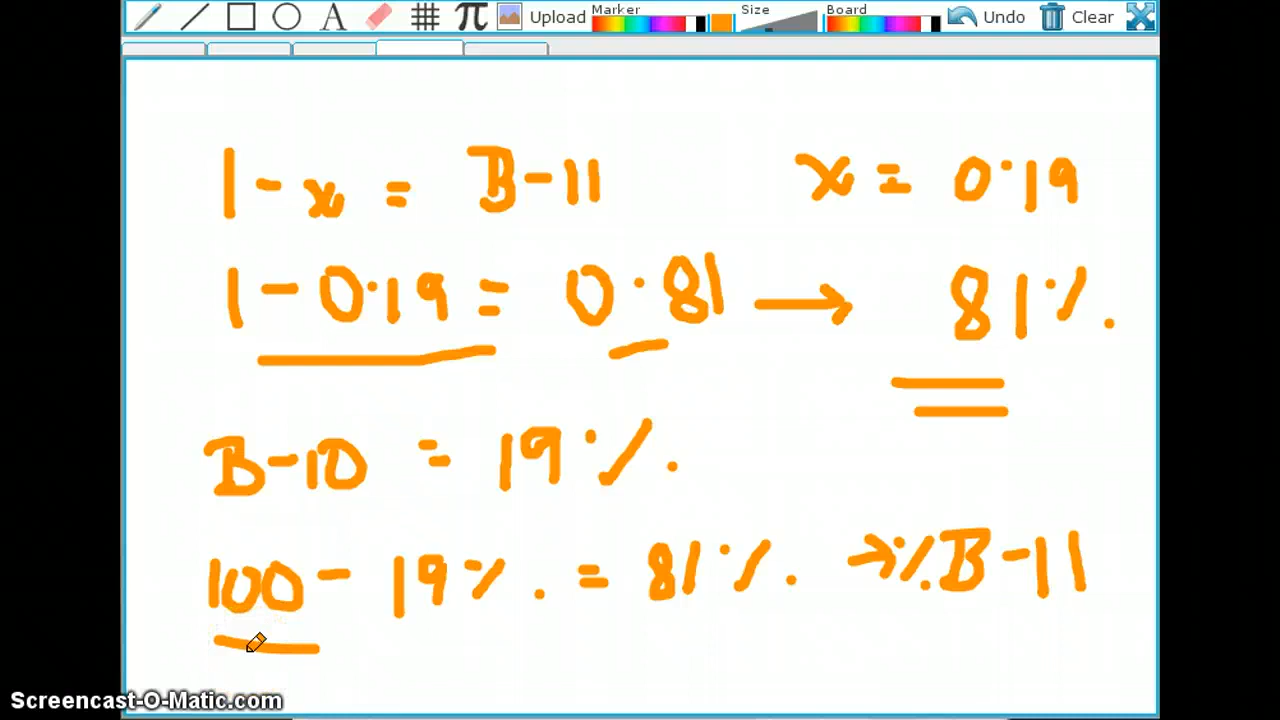 Upload Marker Size Board Undo Clear
1 - x = B-11 x = 0.19
1 - 0.19 = 0.81 → 81%.
B-10 = 19%.
100 - 19%. = 81%. → % B-11
Screencast-O-Matic.com